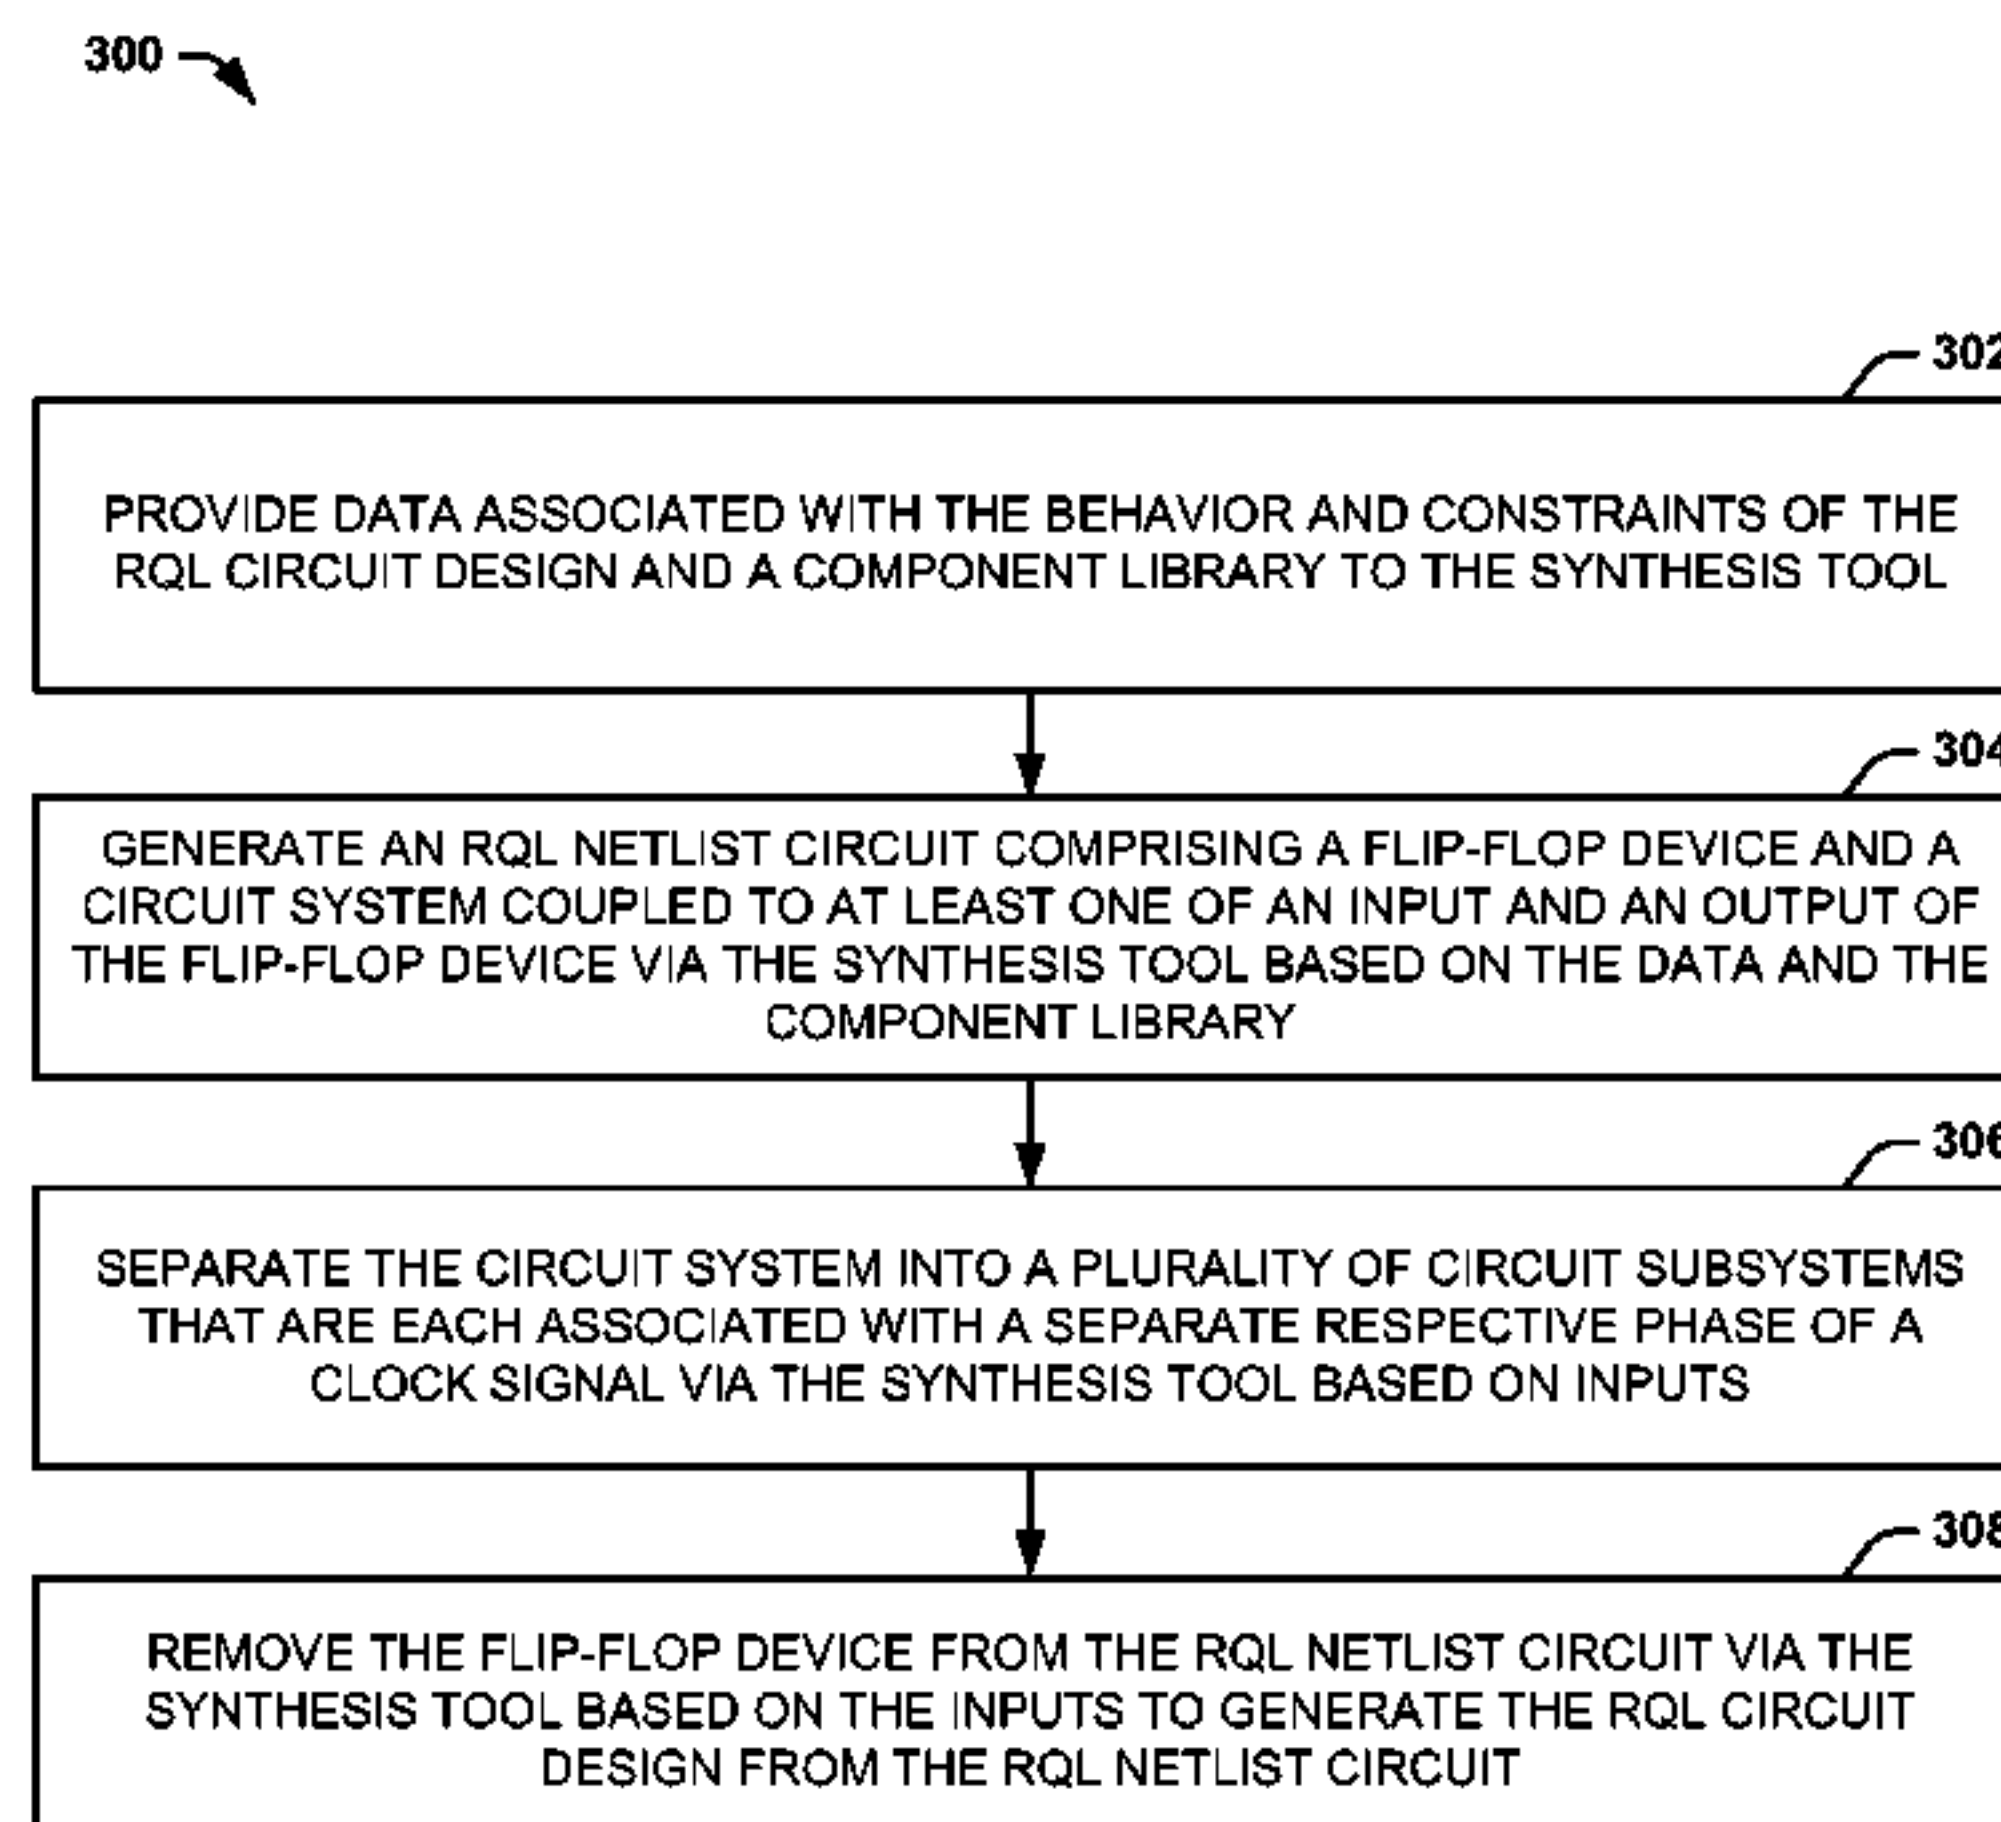 300
302
PROVIDE DATA ASSOCIATED WITH THE BEHAVIOR AND CONSTRAINTS OF THE
RQL CIRCUIT DESIGN AND A COMPONENT LIBRARY TO THE SYNTHESIS TOOL
304
GENERATE AN RQL NETLIST CIRCUIT COMPRISING A FLIP-FLOP DEVICE AND A
CIRCUIT SYSTEM COUPLED TO AT LEAST ONE OF AN INPUT AND AN OUTPUT OF
THE FLIP-FLOP DEVICE VIA THE SYNTHESIS TOOL BASED ON THE DATA AND THE
COMPONENT LIBRARY
306
SEPARATE THE CIRCUIT SYSTEM INTO A PLURALITY OF CIRCUIT SUBSYSTEMS
THAT ARE EACH ASSOCIATED WITH A SEPARATE RESPECTIVE PHASE OF A
CLOCK SIGNAL VIA THE SYNTHESIS TOOL BASED ON INPUTS
308
REMOVE THE FLIP-FLOP DEVICE FROM THE RQL NETLIST CIRCUIT VIA THE
SYNTHESIS TOOL BASED ON THE INPUTS TO GENERATE THE RQL CIRCUIT
DESIGN FROM THE RQL NETLIST CIRCUIT